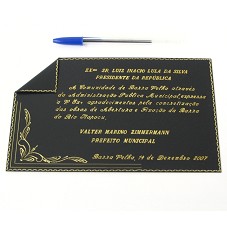 Exmo SR. LUIZ INACIO LULA DA SILVA
PRESIDENTE DA REPÚBLICA
A Comunidade de Barra Velha através
da Administração Pública Municipal, expressa
a V. Exa. agradecimentos pela concretização
das obras de Abertura e Fixação da Barra
do Rio Itapocu,
VALTER MARINO ZIMMERMANN
PREFEITO MUNICIPAL
Barra Velha, 14 de Dezembro 2007